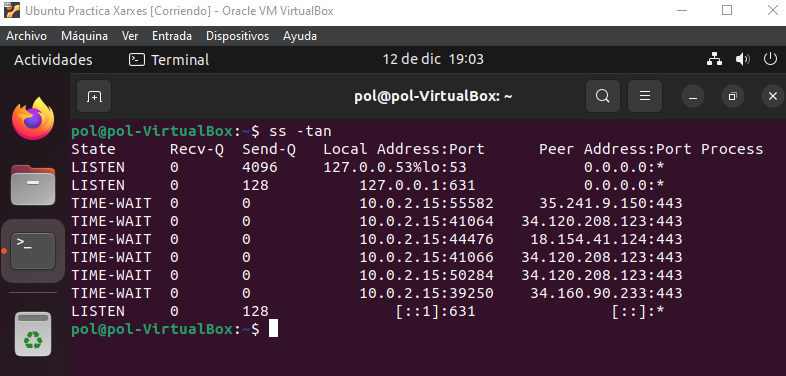 Ubuntu Practica Xarxes [Corriendo] - Oracle VM VirtualBox
Archivo Máquina Ver Entrada Dispositivos Ayuda
Actividades Terminal 12 de dic 19:03
pol@pol-VirtualBox: ~
pol@pol-VirtualBox:~$ ss -tan
State Recv-Q Send-Q Local Address:Port Peer Address:Port Process
LISTEN 0 4096 127.0.0.53%lo:53 0.0.0.0:*
LISTEN 0 128 127.0.0.1:631 0.0.0.0:*
TIME-WAIT 0 0 10.0.2.15:55582 35.241.9.150:443
TIME-WAIT 0 0 10.0.2.15:41064 34.120.208.123:443
TIME-WAIT 0 0 10.0.2.15:44476 18.154.41.124:443
TIME-WAIT 0 0 10.0.2.15:41066 34.120.208.123:443
TIME-WAIT 0 0 10.0.2.15:50284 34.120.208.123:443
TIME-WAIT 0 0 10.0.2.15:39250 34.160.90.233:443
LISTEN 0 128 [::1]:631 [::]:*
pol@pol-VirtualBox:~$